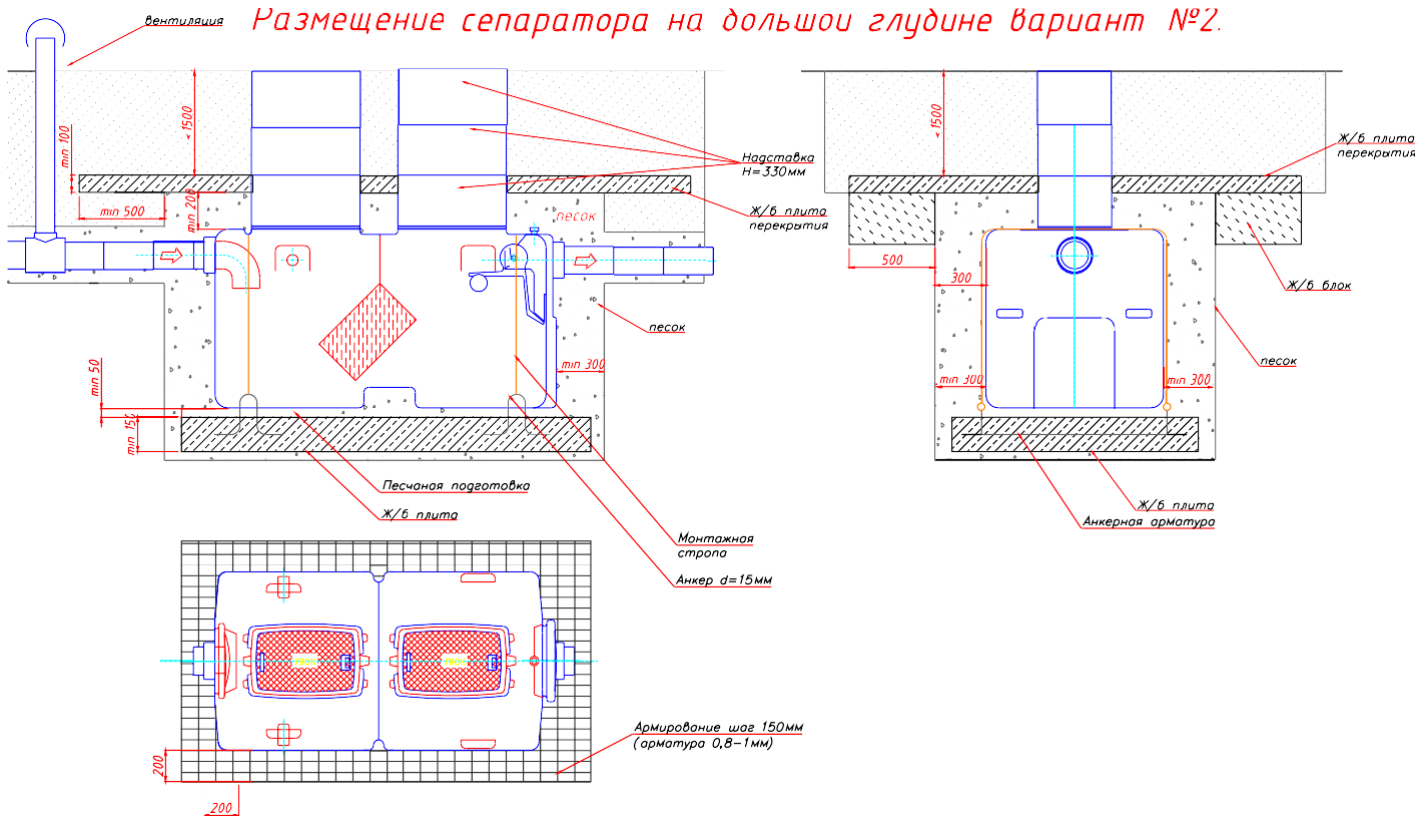 Размещение сепаратора на большой глубине вариант №2.
вентиляция
<1500
min 100
min 500
min 200
песок
Надставка
H=330мм
Ж/б плита
перекрытия
песок
min 300
min 50
min 150
Песчаная подготовка
Ж/б плита
Монтажная
стропа
Анкер d=15мм
<1500
Ж/б плита
перекрытия
500
300
Ж/б блок
песок
min 300
min 300
Ж/б плита
Анкерная арматура
Армирование шаг 150мм
(арматура 0,8-1мм)
200
200